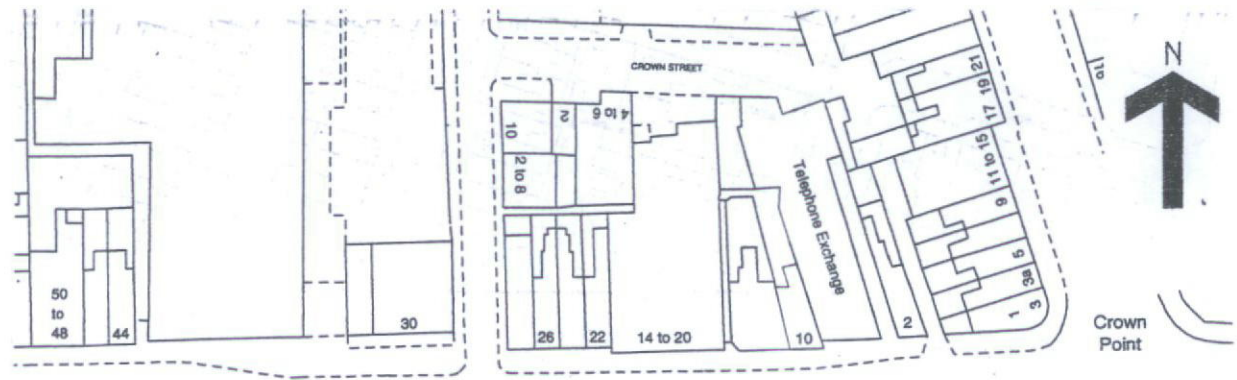 N
CROWN STREET
11a
21
17 19
11 to 15
9
5
3a
3
1
10
2
4 to 6
2 to 8
Telephone Exchange
50
to
48
44
30
26
22
14 to 20
10
2
Crown
Point